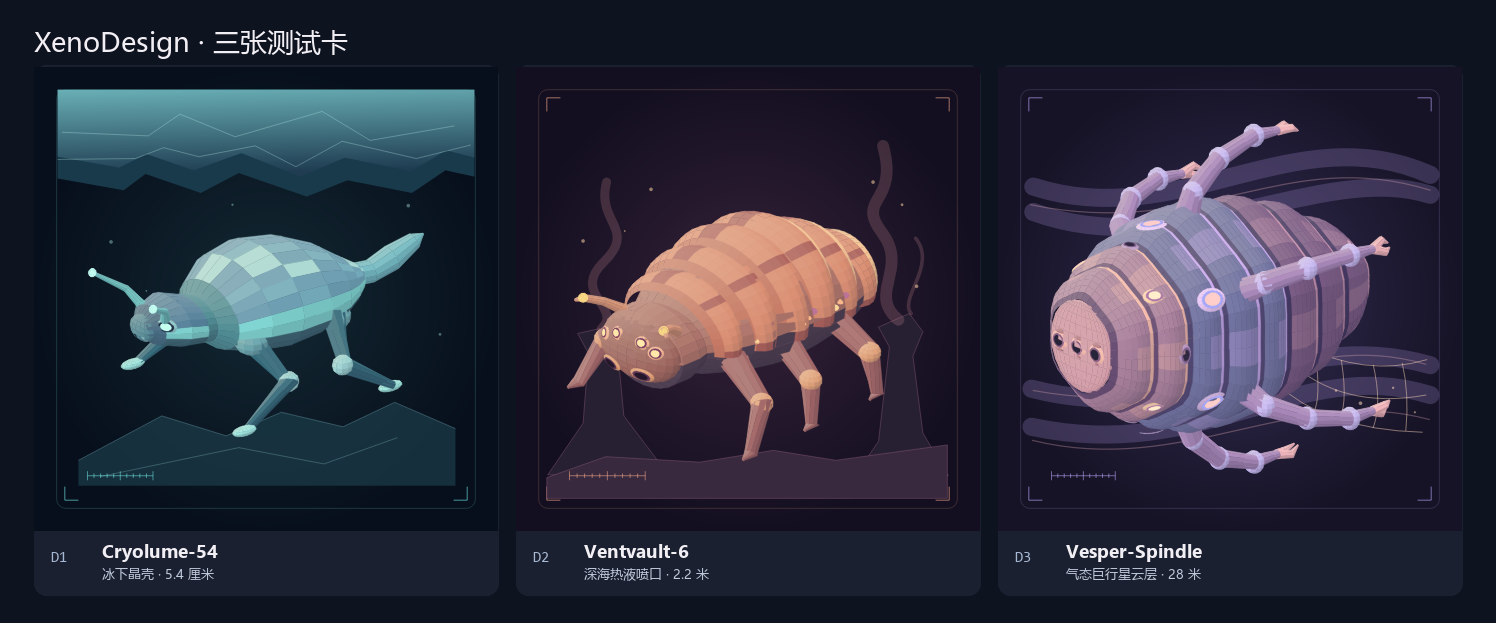 XenoDesign · 三张测试卡
D1
Cryolume-54
冰下晶壳 · 5.4 厘米
D2
Ventvault-6
深海热液喷口 · 2.2 米
D3
Vesper-Spindle
气态巨行星云层 · 28 米